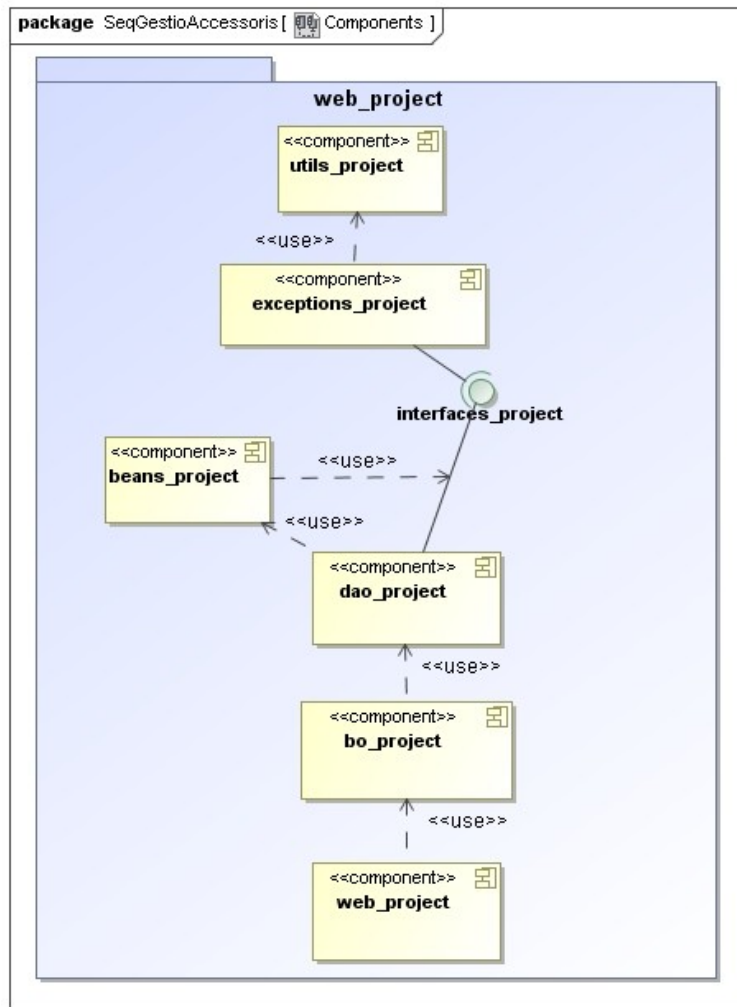 package SeqGestioAccessoris [ Components ]
web_project
<<component>>
utils_project
<<use>>
<<component>>
exceptions_project
interfaces_project
<<component>>
beans_project
<<use>>
<<use>>
<<component>>
dao_project
<<use>>
<<component>>
bo_project
<<use>>
<<component>>
web_project